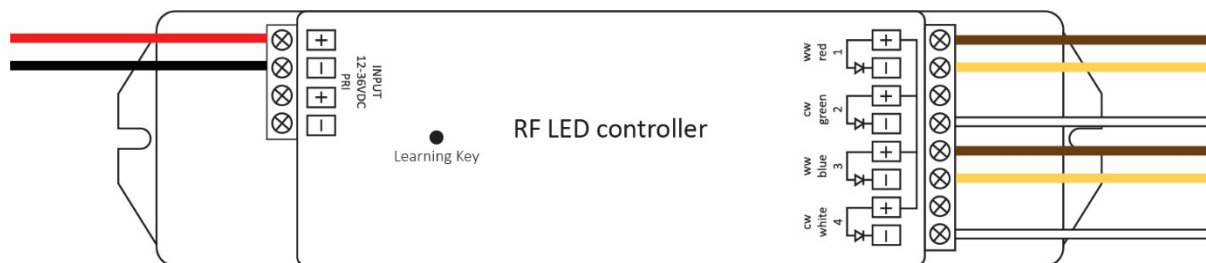 +
−
+
−
INPUT
12-36VDC
PRI
Learning Key
RF LED controller
ww
red
1
+
−
cw
green
2
+
−
ww
blue
3
+
−
cw
white
4
+
−